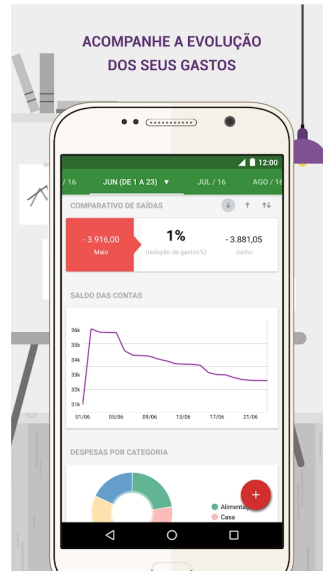 ACOMPANHE A EVOLUÇÃO
DOS SEUS GASTOS
12:00
/ 16 JUN (DE 1 A 23) ▼ JUL / 16 AGO / 16
COMPARATIVO DE SAÍDAS
- 3.916,00 1% - 3.881,05
Maio (redução de gastos%) Junho
SALDO DAS CONTAS
36k
35k
34k
33k
32k
31k
01/06 05/06 09/06 13/06 17/06 21/06
DESPESAS POR CATEGORIA
Alimentaç
Casa